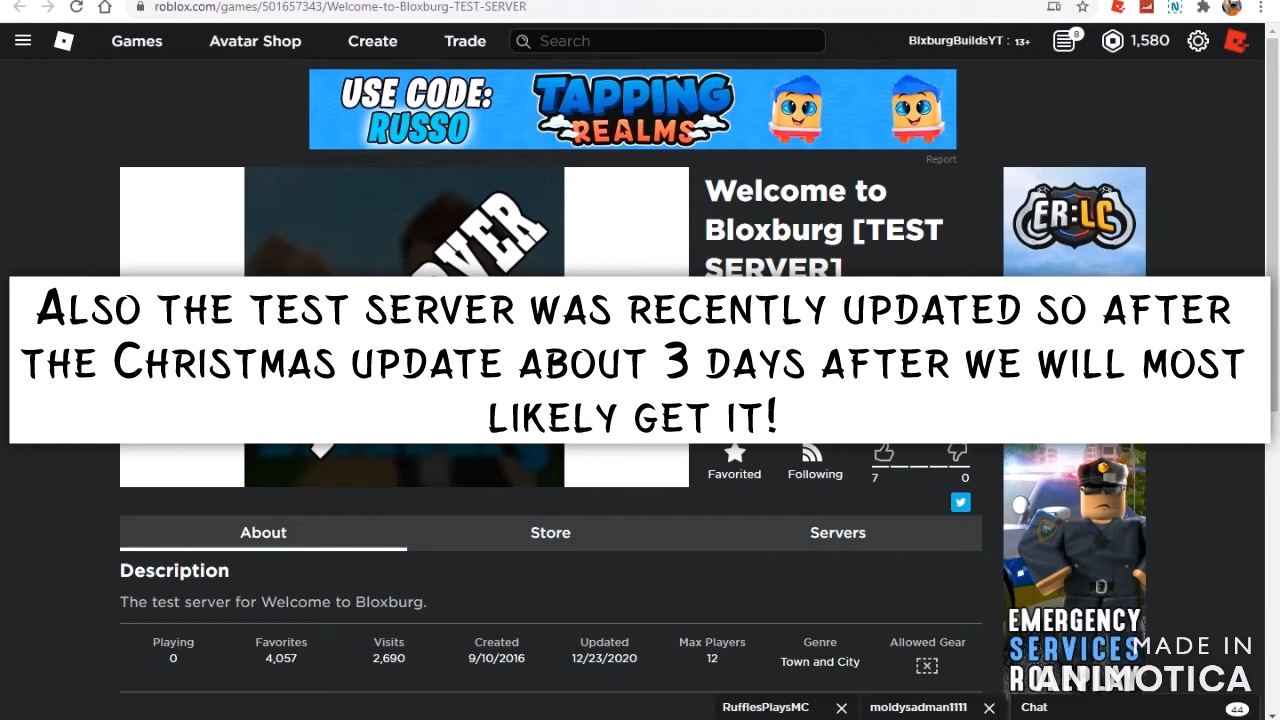 roblox.com/games/501657343/Welcome-to-Bloxburg-TEST-SERVER
Games Avatar Shop Create Trade Search BlxburgBuildsYT : 13+ 8 1,580
USE CODE: RUSSO
TAPPING REALMS
Report
Welcome to
Bloxburg [TEST
SERVER]
ER:LC
Also the test server was recently updated so after
the Christmas update about 3 days after we will most
likely get it!
Favorited Following 7 0
About Store Servers
Description
The test server for Welcome to Bloxburg.
Playing Favorites Visits Created Updated Max Players Genre Allowed Gear
0 4,057 2,690 9/10/2016 12/23/2020 12 Town and City
EMERGENCY
SERVICES
MADE IN
ANIMOTICA
RufflesPlaysMC moldysadman1111 Chat 44